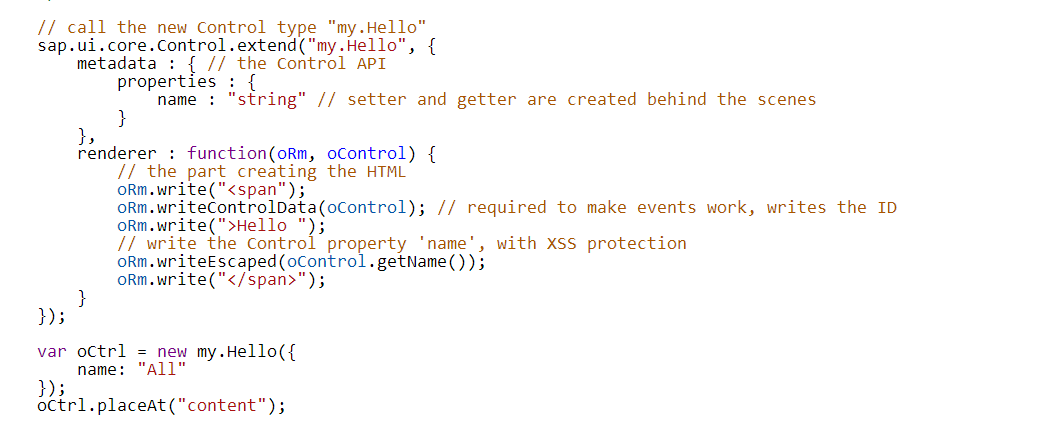 // call the new Control type "my.Hello"
sap.ui.core.Control.extend("my.Hello", {
    metadata : { // the Control API
        properties : {
            name : "string" // setter and getter are created behind the scenes
        }
    },
    renderer : function(oRm, oControl) {
        // the part creating the HTML
        oRm.write("<span");
        oRm.writeControlData(oControl); // required to make events work, writes the ID
        oRm.write(">Hello ");
        // write the Control property 'name', with XSS protection
        oRm.writeEscaped(oControl.getName());
        oRm.write("</span>");
    }
});

var oCtrl = new my.Hello({
    name: "All"
});
oCtrl.placeAt("content");